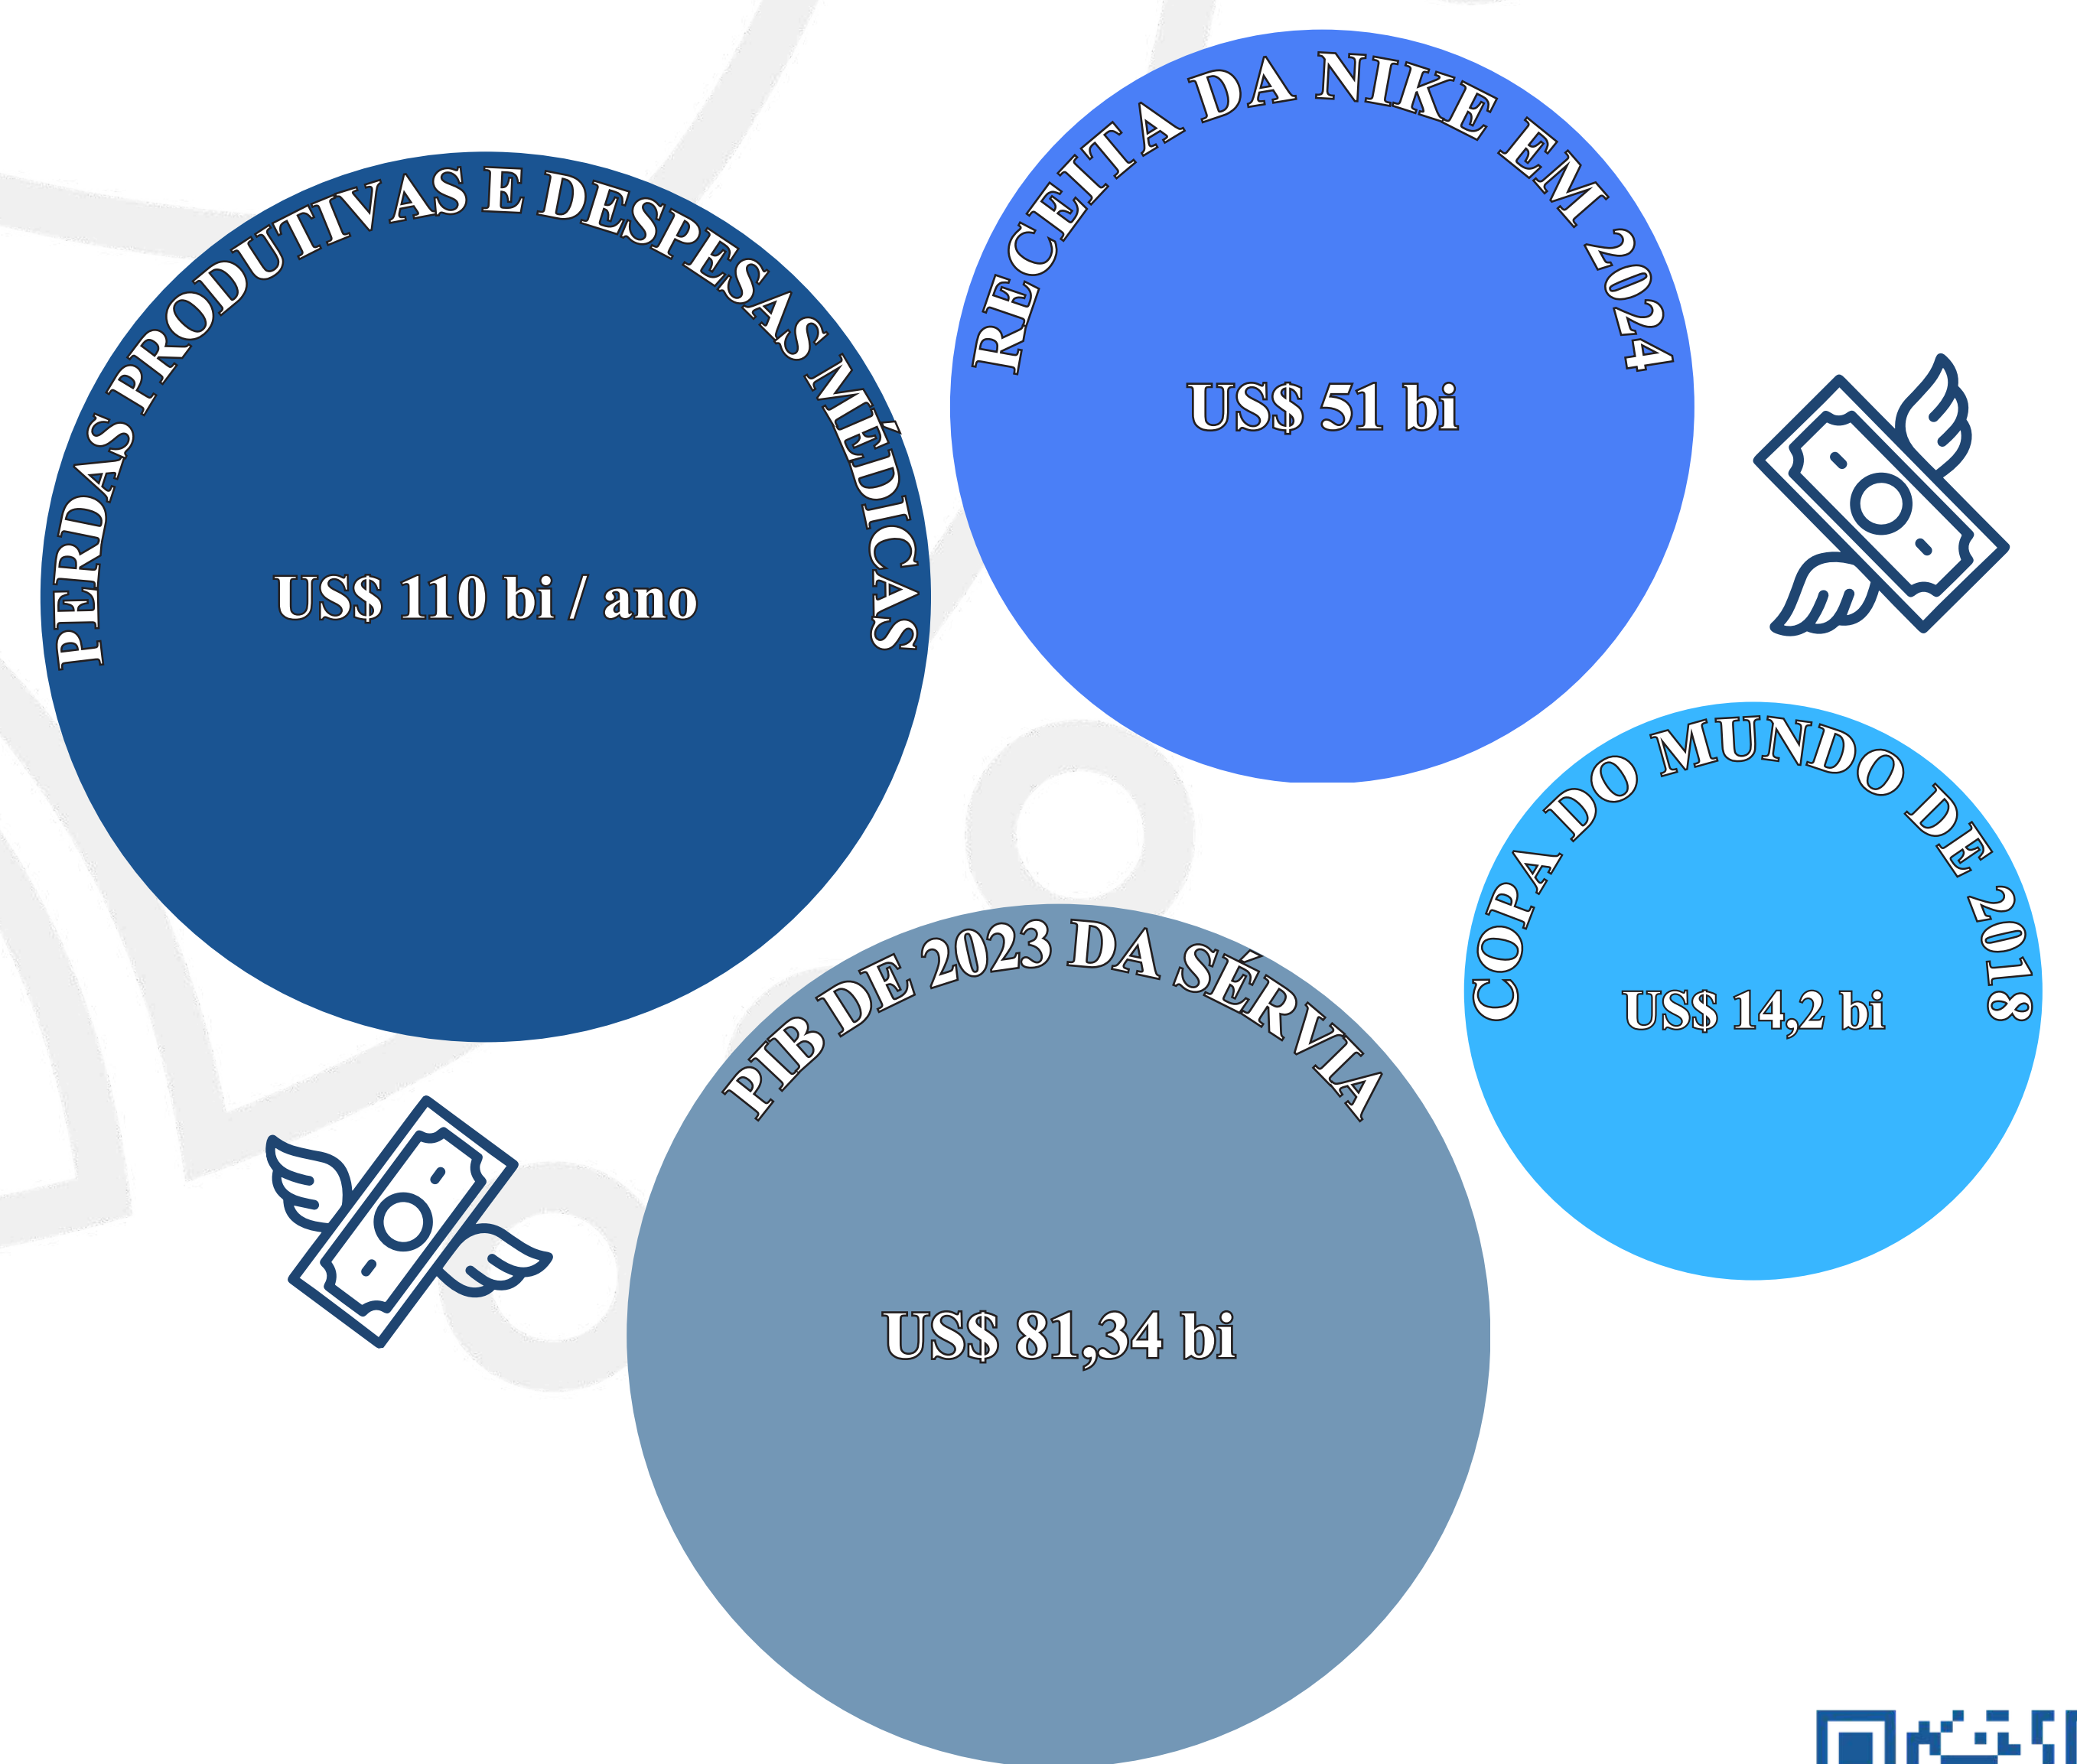 PERDAS PRODUTIVAS E DESPESAS MÉDICAS
US$ 110 bi / ano
RECEITA DA NIKE EM 2024
US$ 51 bi
COPA DO MUNDO DE 2018
US$ 14,2 bi
PIB DE 2023 DA SÉRVIA
US$ 81,34 bi